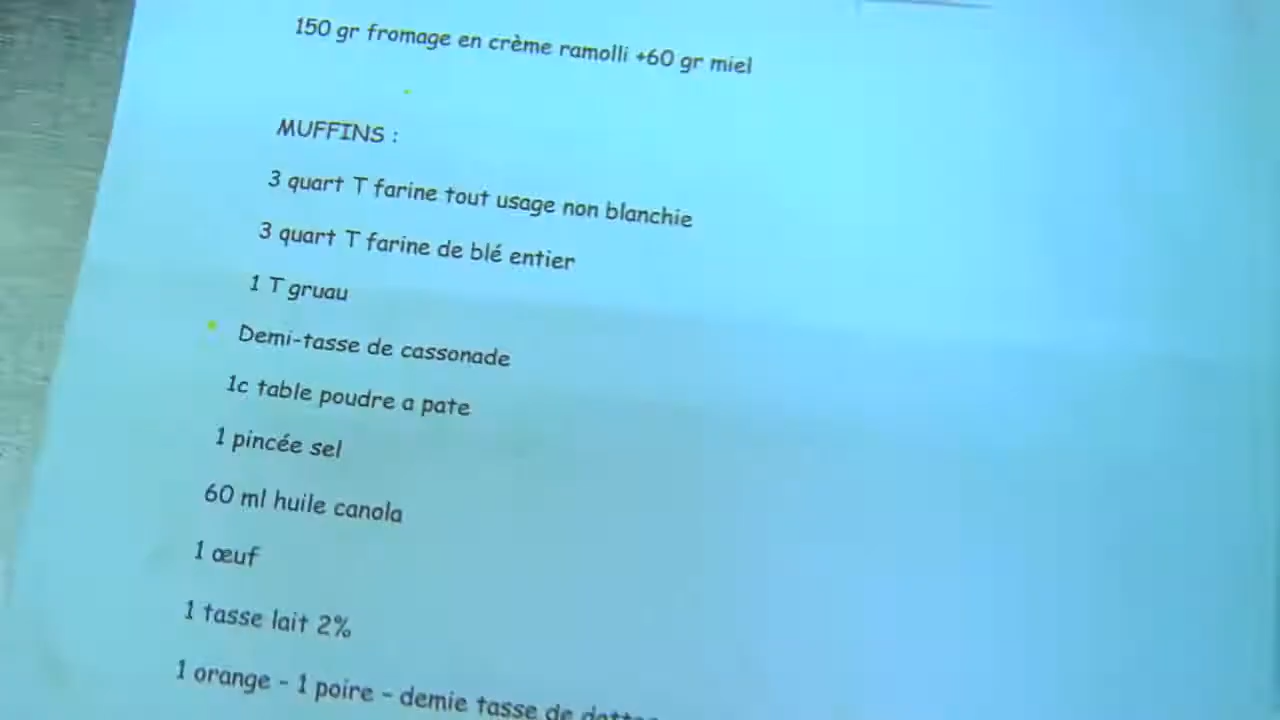 150 gr fromage en crème ramolli +60 gr miel
MUFFINS :
3 quart T farine tout usage non blanchie
3 quart T farine de blé entier
1 T gruau
Demi-tasse de cassonade
1c table poudre a pate
1 pincée sel
60 ml huile canola
1 œuf
1 tasse lait 2%
1 orange - 1 poire - demie tasse de